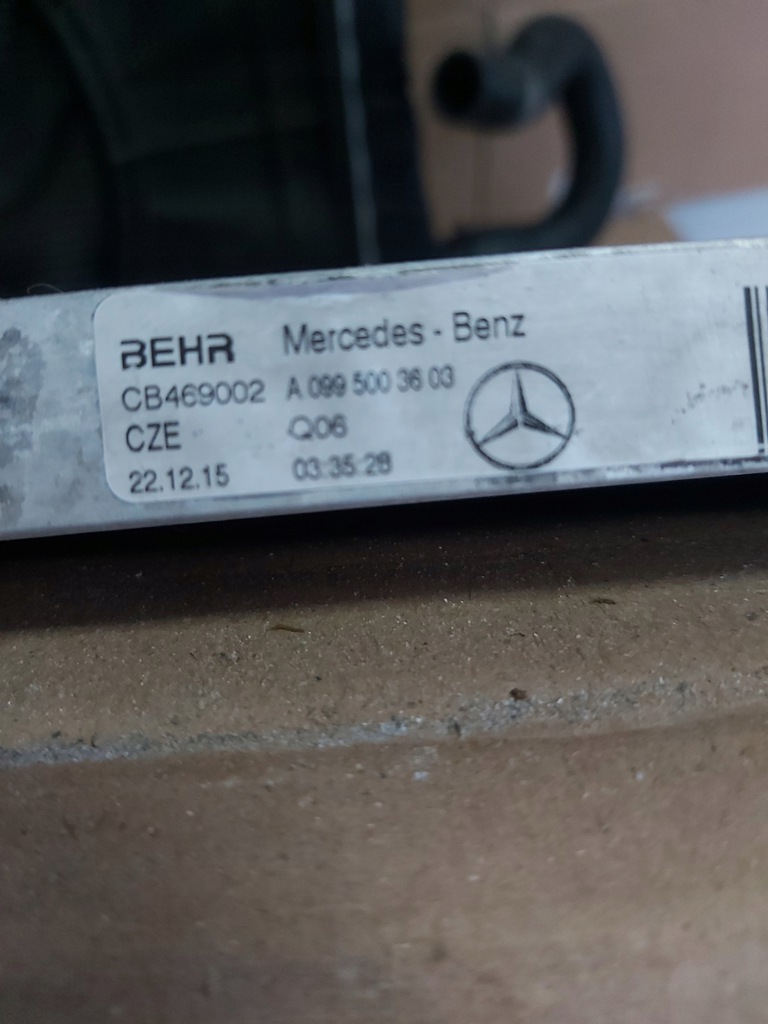 BEHR Mercedes - Benz
CB469002 A 099 500 36 03
CZE Q06
22.12.15 03:35:28